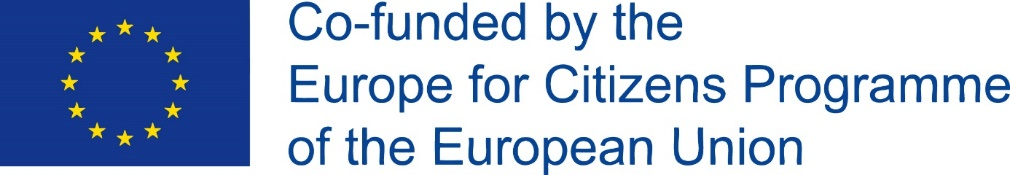 Co-funded by the
Europe for Citizens Programme
of the European Union